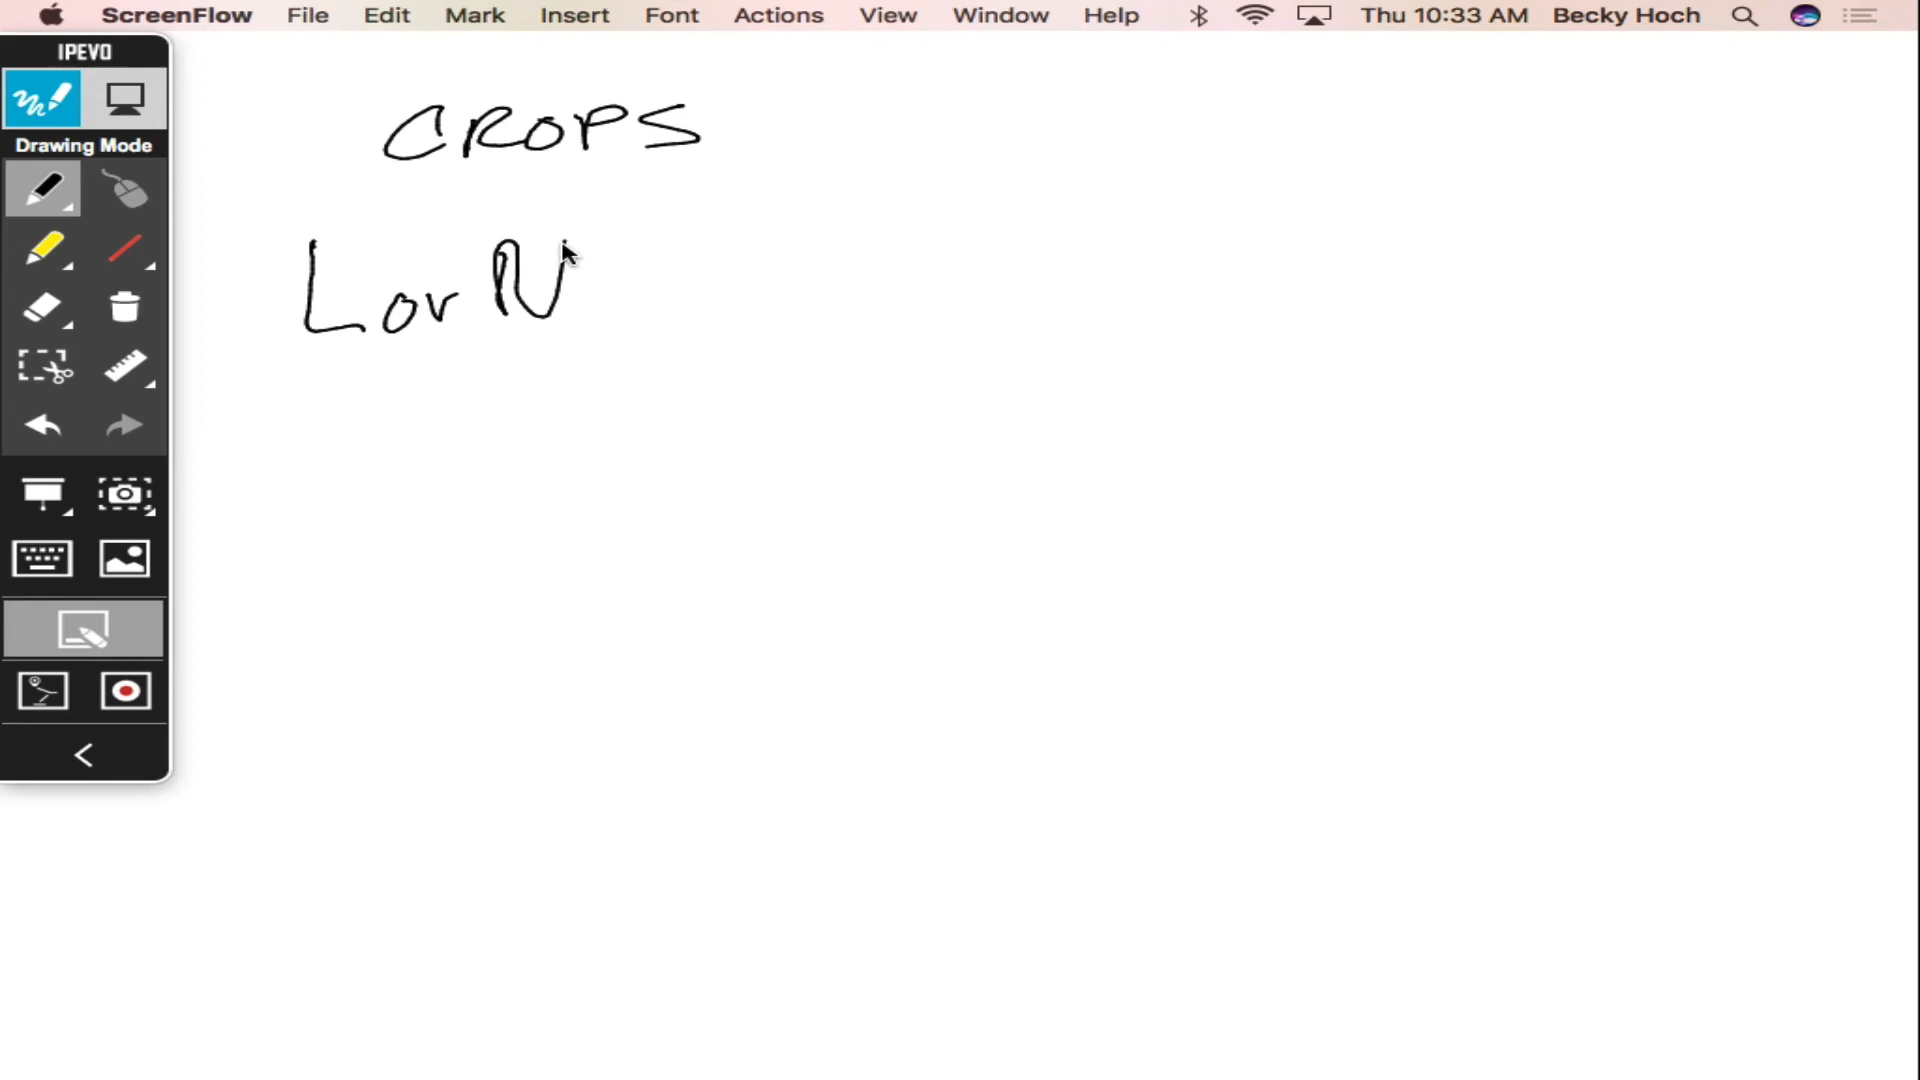 ScreenFlow File Edit Mark Insert Font Actions View Window Help Thu 10:33 AM Becky Hoch
IPEVO
Drawing Mode
CROPS
L or N